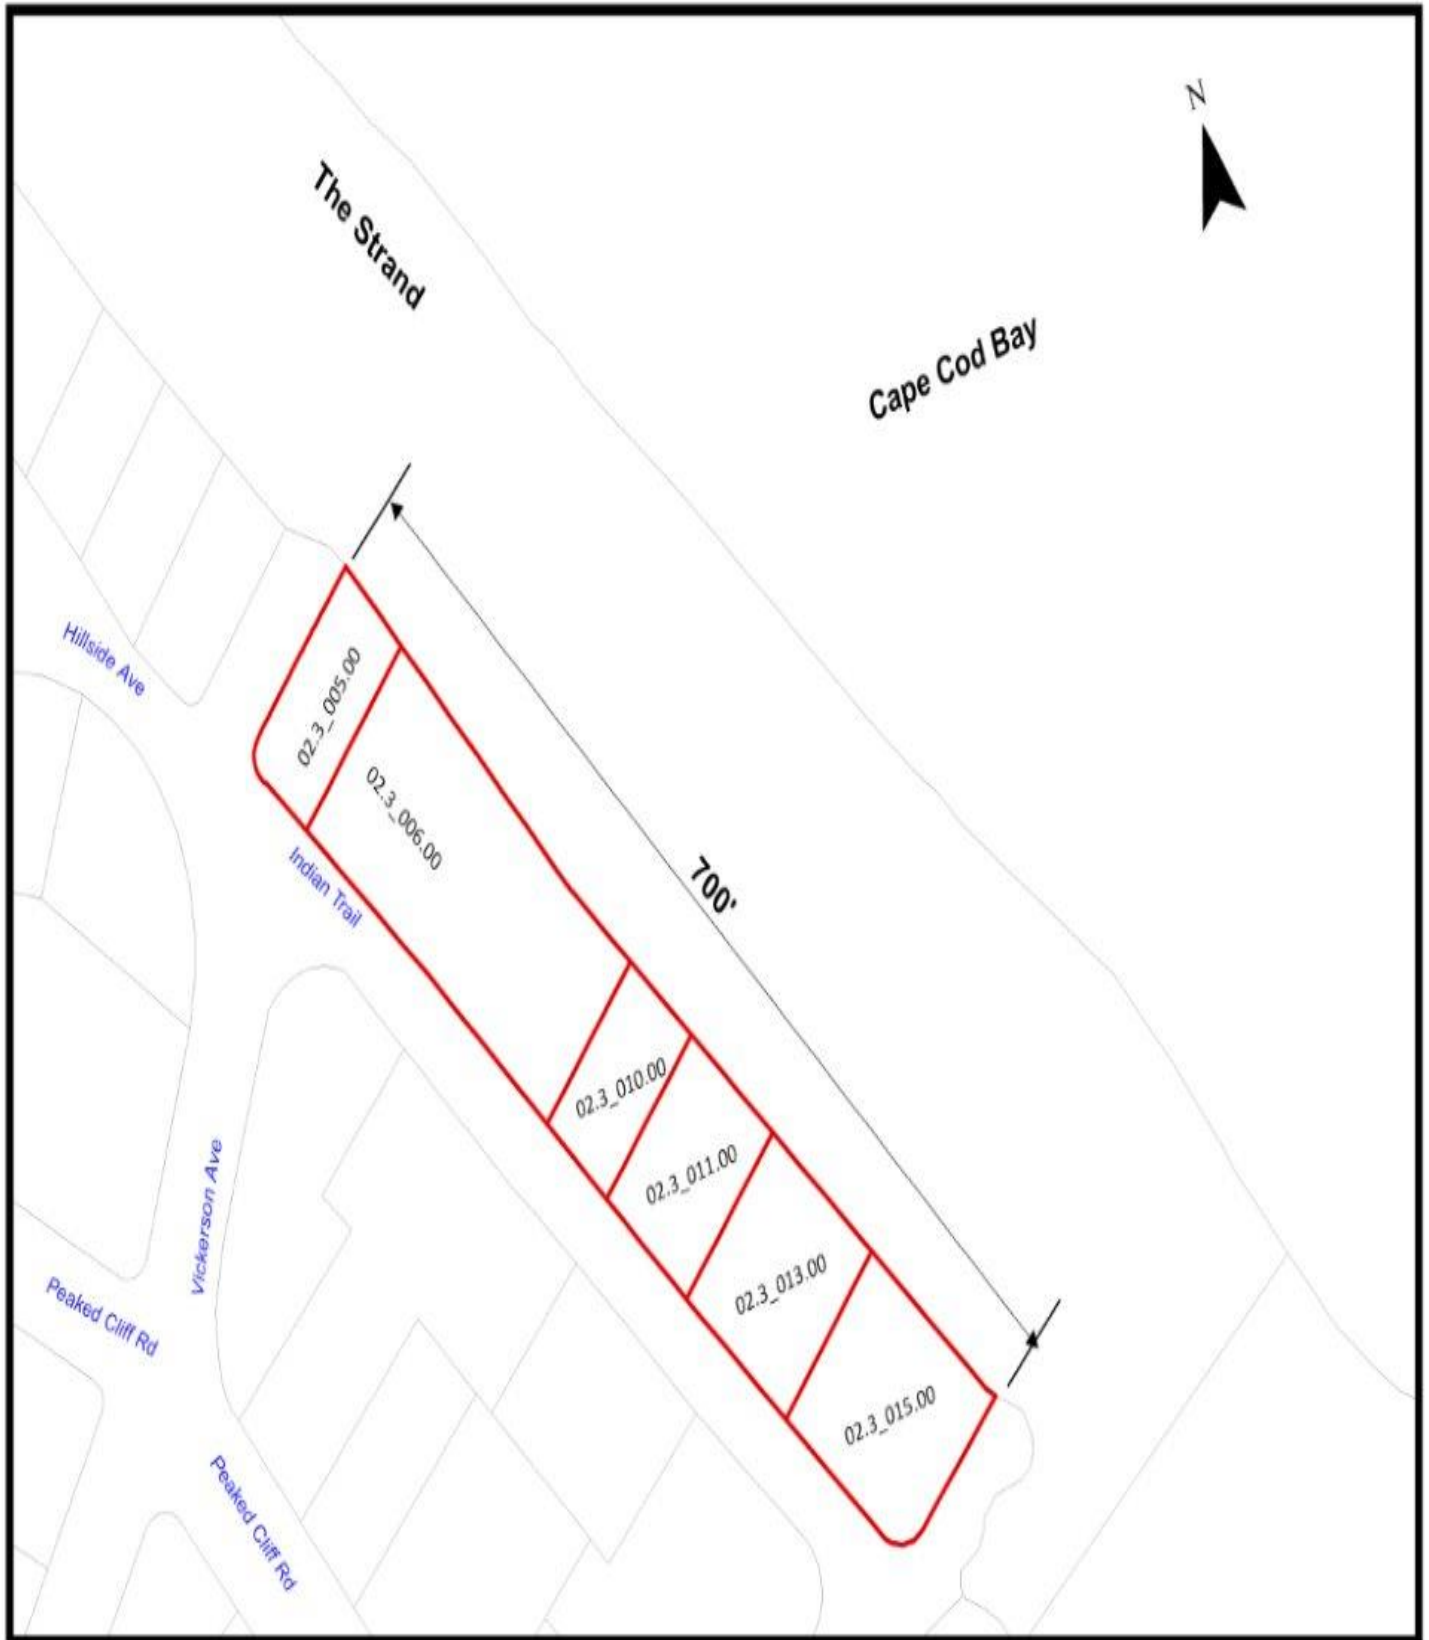 N
The Strand
Cape Cod Bay
Hillside Ave
02.3_005.00
02.3_006.00
Indian Trail
700'
02.3_010.00
02.3_011.00
Vickerson Ave
02.3_013.00
Peaked Cliff Rd
02.3_015.00
Peaked Cliff Rd